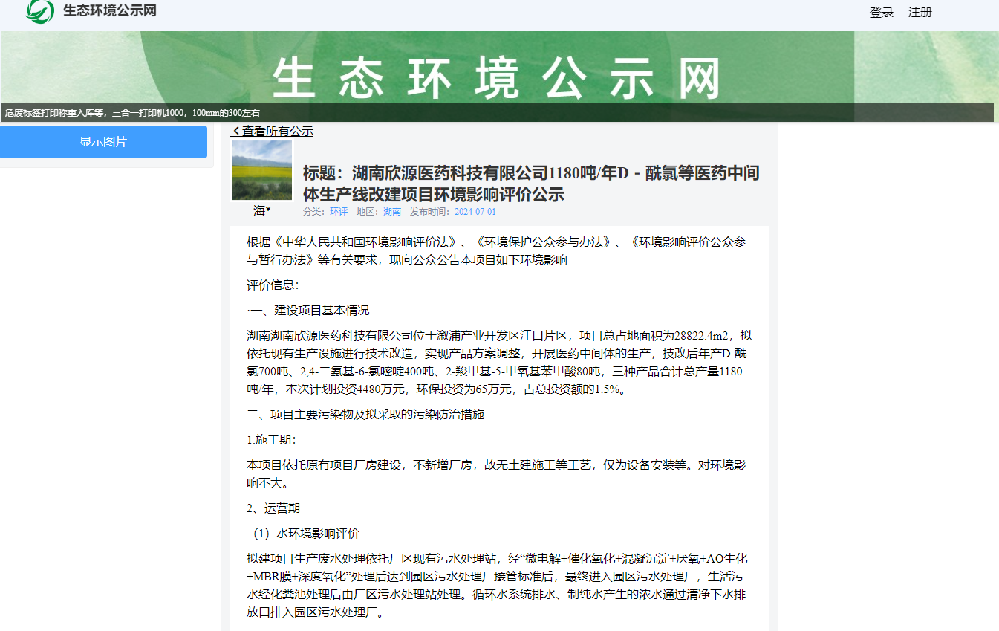 生态环境公示网
登录 注册
生态环境公示网
危废标签打印称重入库等，三合一打印机1000，100mm的300左右
显示图片
查看所有公示
标题：湖南欣源医药科技有限公司1180吨/年D－酰氯等医药中间
体生产线改建项目环境影响评价公示
海*
分类：环评 地区：湖南 发布时间：2024-07-01
根据《中华人民共和国环境影响评价法》、《环境保护公众参与办法》、《环境影响评价公众参
与暂行办法》等有关要求，现向公众公告本项目如下环境影响
评价信息：
·一、建设项目基本情况
湖南湖南欣源医药科技有限公司位于溆浦产业开发区江口片区，项目总占地面积为28822.4m2，拟
依托现有生产设施进行技术改造，实现产品方案调整，开展医药中间体的生产，技改后年产D-酰
氯700吨、2,4-二氨基-6-氯嘧啶400吨、2-羧甲基-5-甲氧基苯甲酸80吨，三种产品合计总产量1180
吨/年，本次计划投资4480万元，环保投资为65万元，占总投资额的1.5%。
二、项目主要污染物及拟采取的污染防治措施
1.施工期：
本项目依托原有项目厂房建设，不新增厂房，故无土建施工等工艺，仅为设备安装等。对环境影
响不大。
2、运营期
（1）水环境影响评价
拟建项目生产废水处理依托厂区现有污水处理站，经“微电解+催化氧化+混凝沉淀+厌氧+AO生化
+MBR膜+深度氧化”处理后达到园区污水处理厂接管标准后，最终进入园区污水处理厂，生活污
水经化粪池处理后由厂区污水处理站处理。循环水系统排水、制纯水产生的浓水通过清净下水排
放口排入园区污水处理厂。